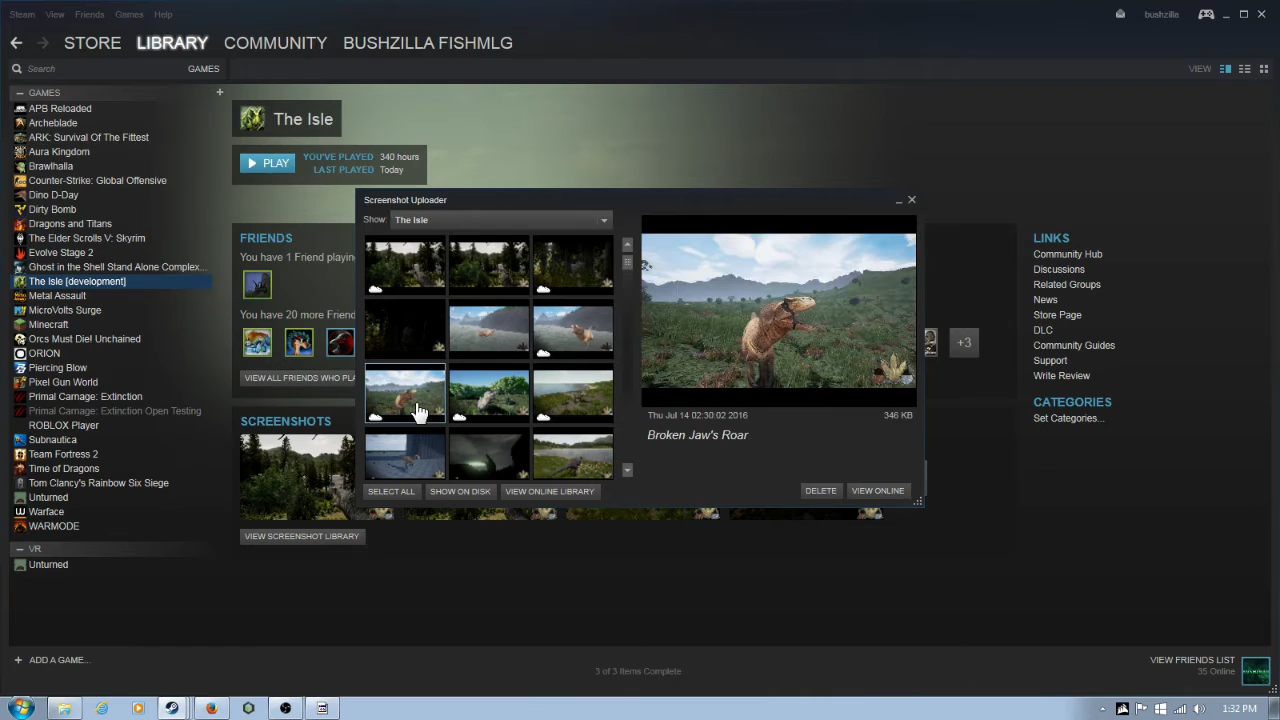 Steam View Friends Games Help
bushzilla
STORE LIBRARY COMMUNITY BUSHZILLA FISHMLG
Search GAMES
VIEW
GAMES
APB Reloaded
Archeblade
ARK: Survival Of The Fittest
Aura Kingdom
Brawlhalla
Counter-Strike: Global Offensive
Dino D-Day
Dirty Bomb
Dragons and Titans
The Elder Scrolls V: Skyrim
Evolve Stage 2
Ghost in the Shell Stand Alone Complex...
The Isle [development]
Metal Assault
MicroVolts Surge
Minecraft
Orcs Must Die! Unchained
ORION
Piercing Blow
Pixel Gun World
Primal Carnage: Extinction
Primal Carnage: Extinction Open Testing
ROBLOX Player
Subnautica
Team Fortress 2
Time of Dragons
Tom Clancy's Rainbow Six Siege
Unturned
Warface
WARMODE
VR
Unturned
ADD A GAME...
The Isle
PLAY
YOU'VE PLAYED 340 hours
LAST PLAYED Today
FRIENDS
You have 1 Friend playin
You have 20 more Friend
VIEW ALL FRIENDS WHO PLA
SCREENSHOTS
VIEW SCREENSHOT LIBRARY
Screenshot Uploader
Show: The Isle
SELECT ALL SHOW ON DISK VIEW ONLINE LIBRARY
Thu Jul 14 02:30:02 2016 346 KB
Broken Jaw's Roar
DELETE VIEW ONLINE
+3
LINKS
Community Hub
Discussions
Related Groups
News
Store Page
DLC
Community Guides
Support
Write Review
CATEGORIES
Set Categories...
3 of 3 Items Complete
VIEW FRIENDS LIST
35 Online
1:32 PM